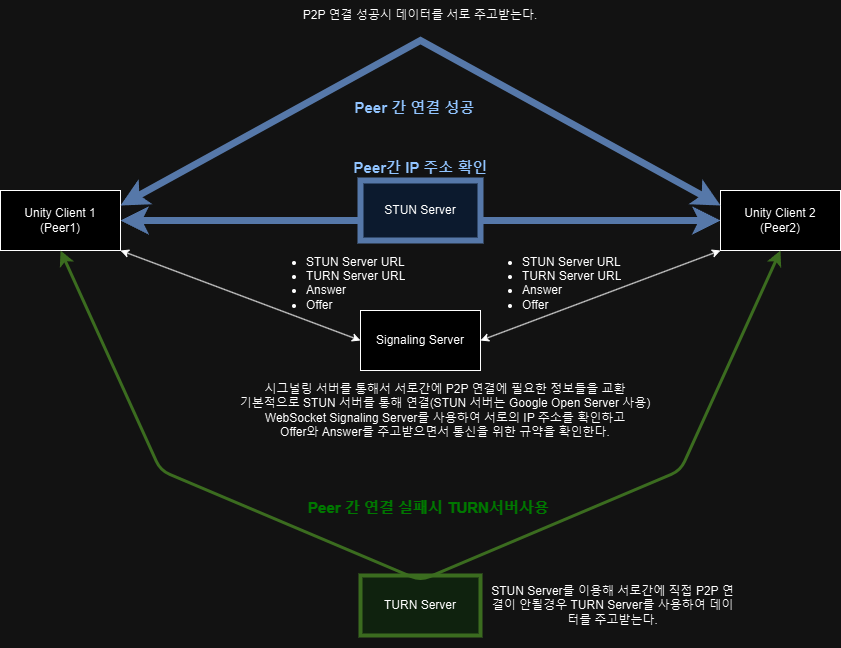 P2P 연결 성공시 데이터를 서로 주고받는다.
Peer 간 연결 성공
Peer간 IP 주소 확인
STUN Server
Unity Client 1
(Peer1)
Unity Client 2
(Peer2)
• STUN Server URL
• TURN Server URL
• Answer
• Offer
• STUN Server URL
• TURN Server URL
• Answer
• Offer
Signaling Server
시그널링 서버를 통해서 서로간에 P2P 연결에 필요한 정보들을 교환
기본적으로 STUN 서버를 통해 연결(STUN 서버는 Google Open Server 사용)
WebSocket Signaling Server를 사용하여 서로의 IP 주소를 확인하고
Offer와 Answer를 주고받으면서 통신을 위한 규약을 확인한다.
Peer 간 연결 실패시 TURN서버사용
TURN Server
STUN Server를 이용해 서로간에 직접 P2P 연
결이 안될경우 TURN Server를 사용하여 데이
터를 주고받는다.